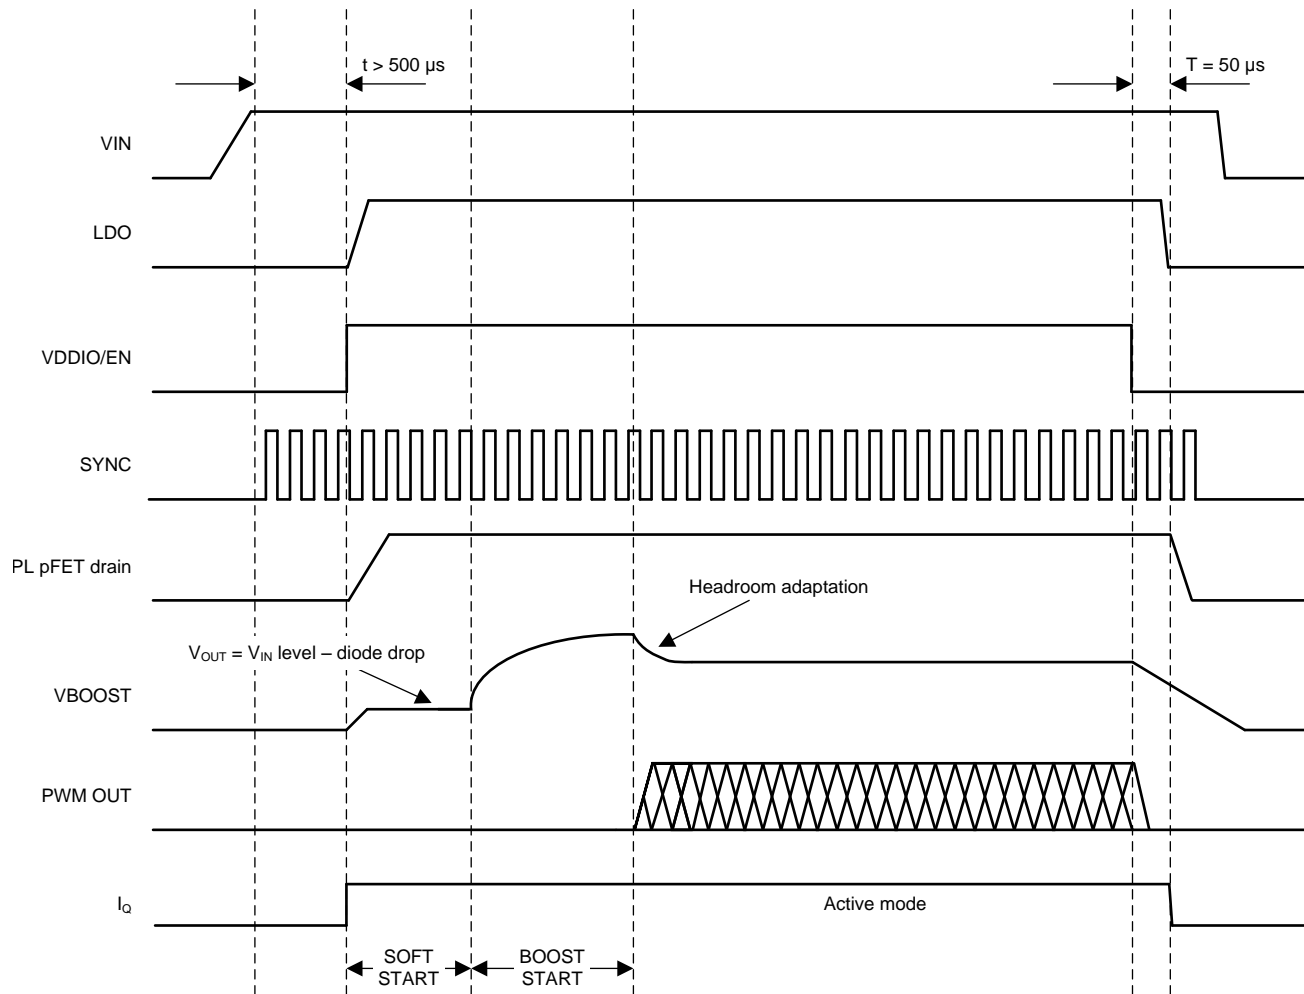 t > 500 µs
T = 50 µs
VIN
LDO
VDDIO/EN
SYNC
PL pFET drain
Headroom adaptation
VOUT = VIN level – diode drop
VBOOST
PWM OUT
IQ
Active mode
SOFT
START
BOOST
START